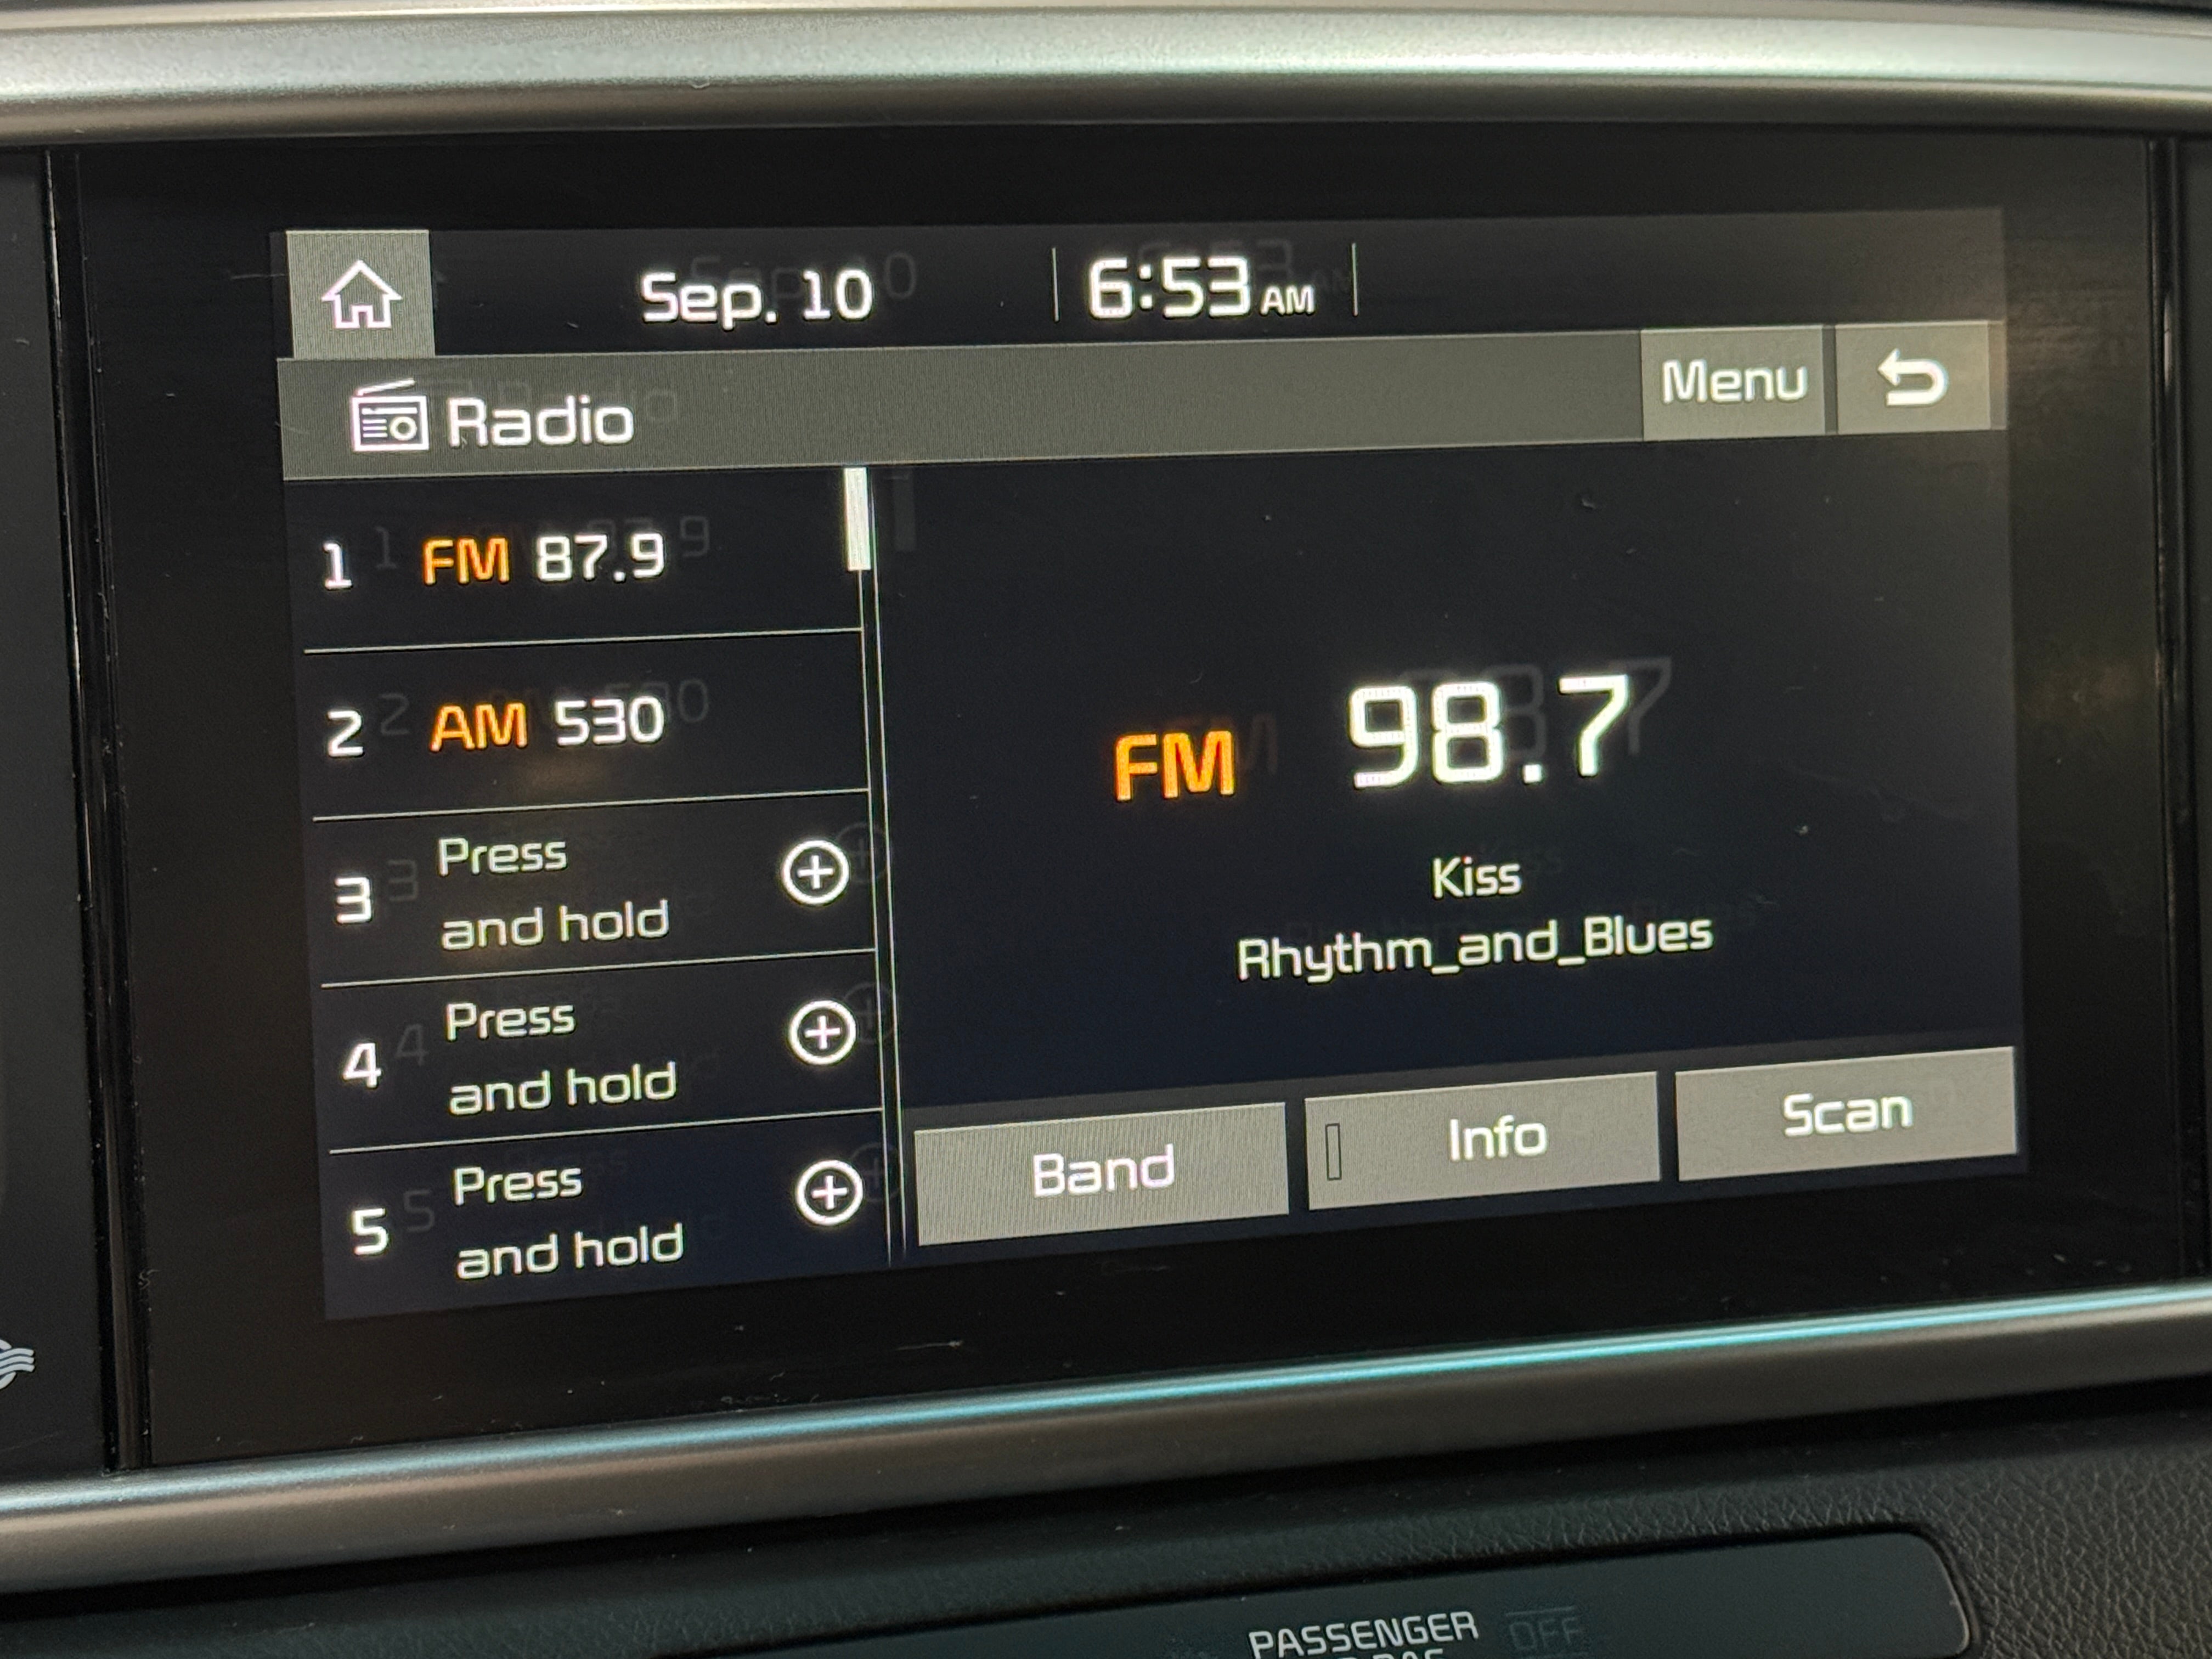 Sep. 10
6:53 AM
Radio
Menu
1 FM 87.9
2 AM 530
3 Press
and hold
4 Press
and hold
5 Press
and hold
FM 98.7
Kiss
Rhythm_and_Blues
Band
Info
Scan
PASSENGER OFF